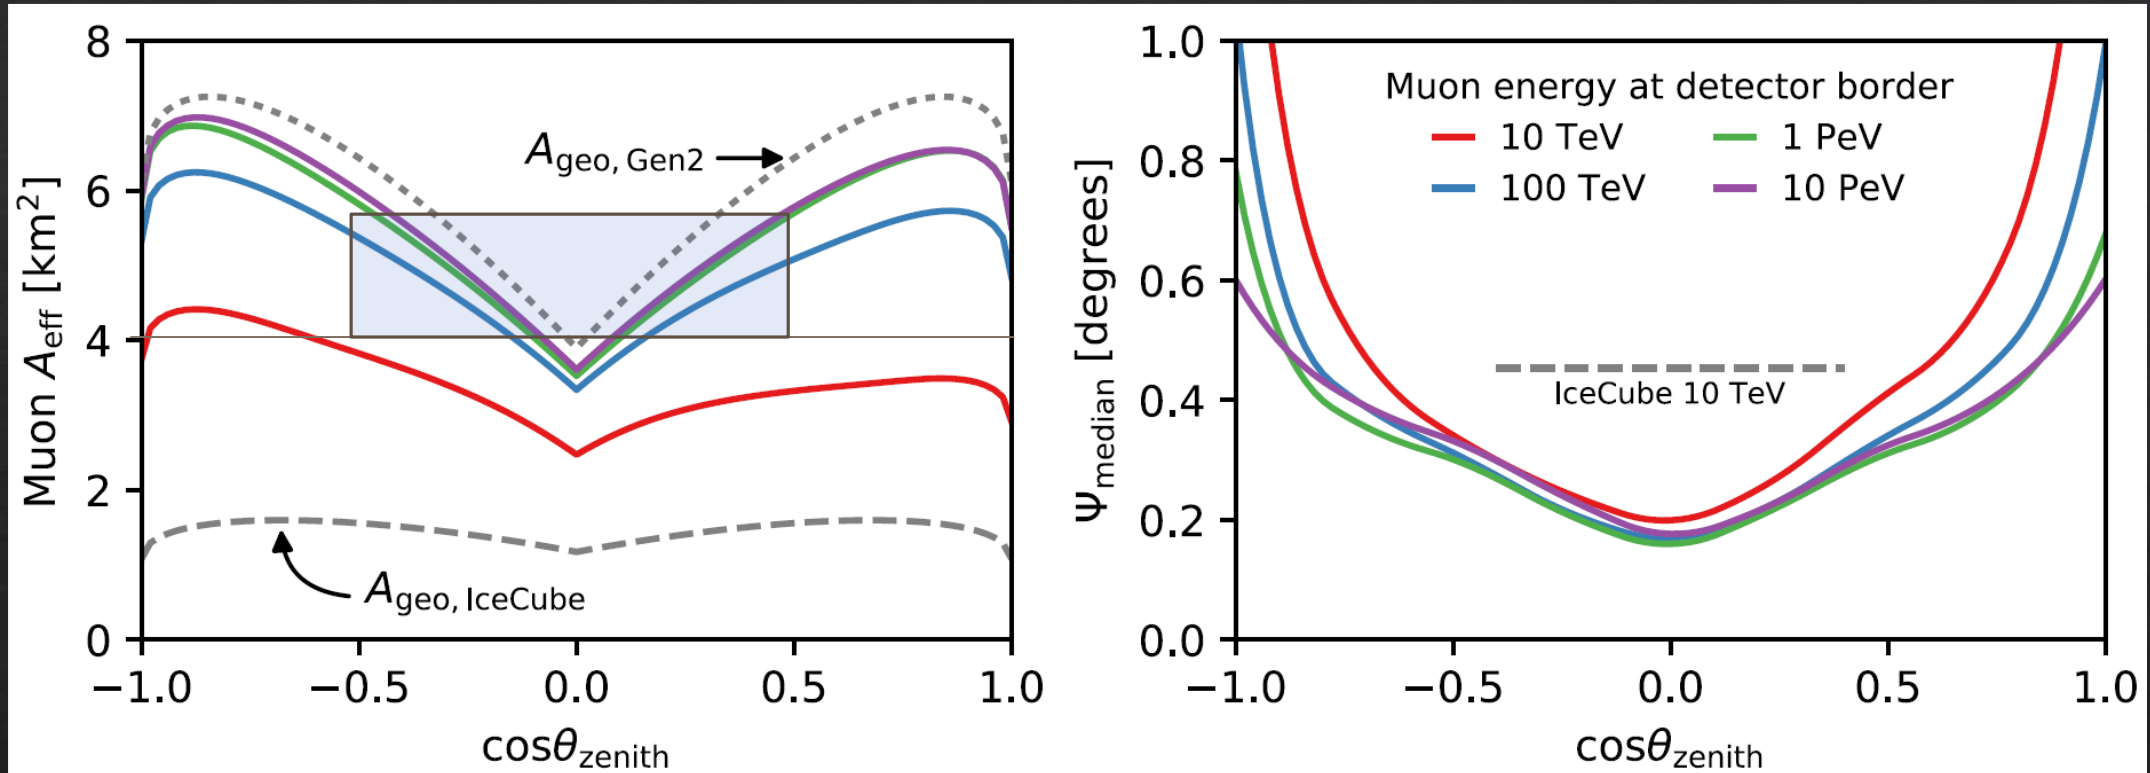 Muon A_eff [km²]
8
6
4
2
0
A_geo, Gen2
A_geo, IceCube
−1.0
−0.5
0.0
0.5
1.0
cosθ_zenith
Ψ_median [degrees]
1.0
0.8
0.6
0.4
0.2
0.0
Muon energy at detector border
10 TeV
1 PeV
100 TeV
10 PeV
IceCube 10 TeV
−1.0
−0.5
0.0
0.5
1.0
cosθ_zenith